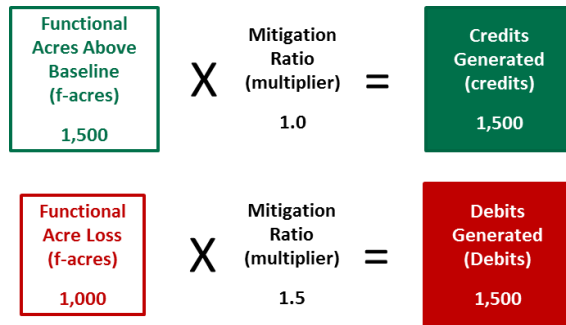 Functional
Acres Above
Baseline
(f-acres)
1,500
X
Mitigation
Ratio
(multiplier)
1.0
=
Credits
Generated
(credits)
1,500
Functional
Acre Loss
(f-acres)
1,000
X
Mitigation
Ratio
(multiplier)
1.5
=
Debits
Generated
(Debits)
1,500